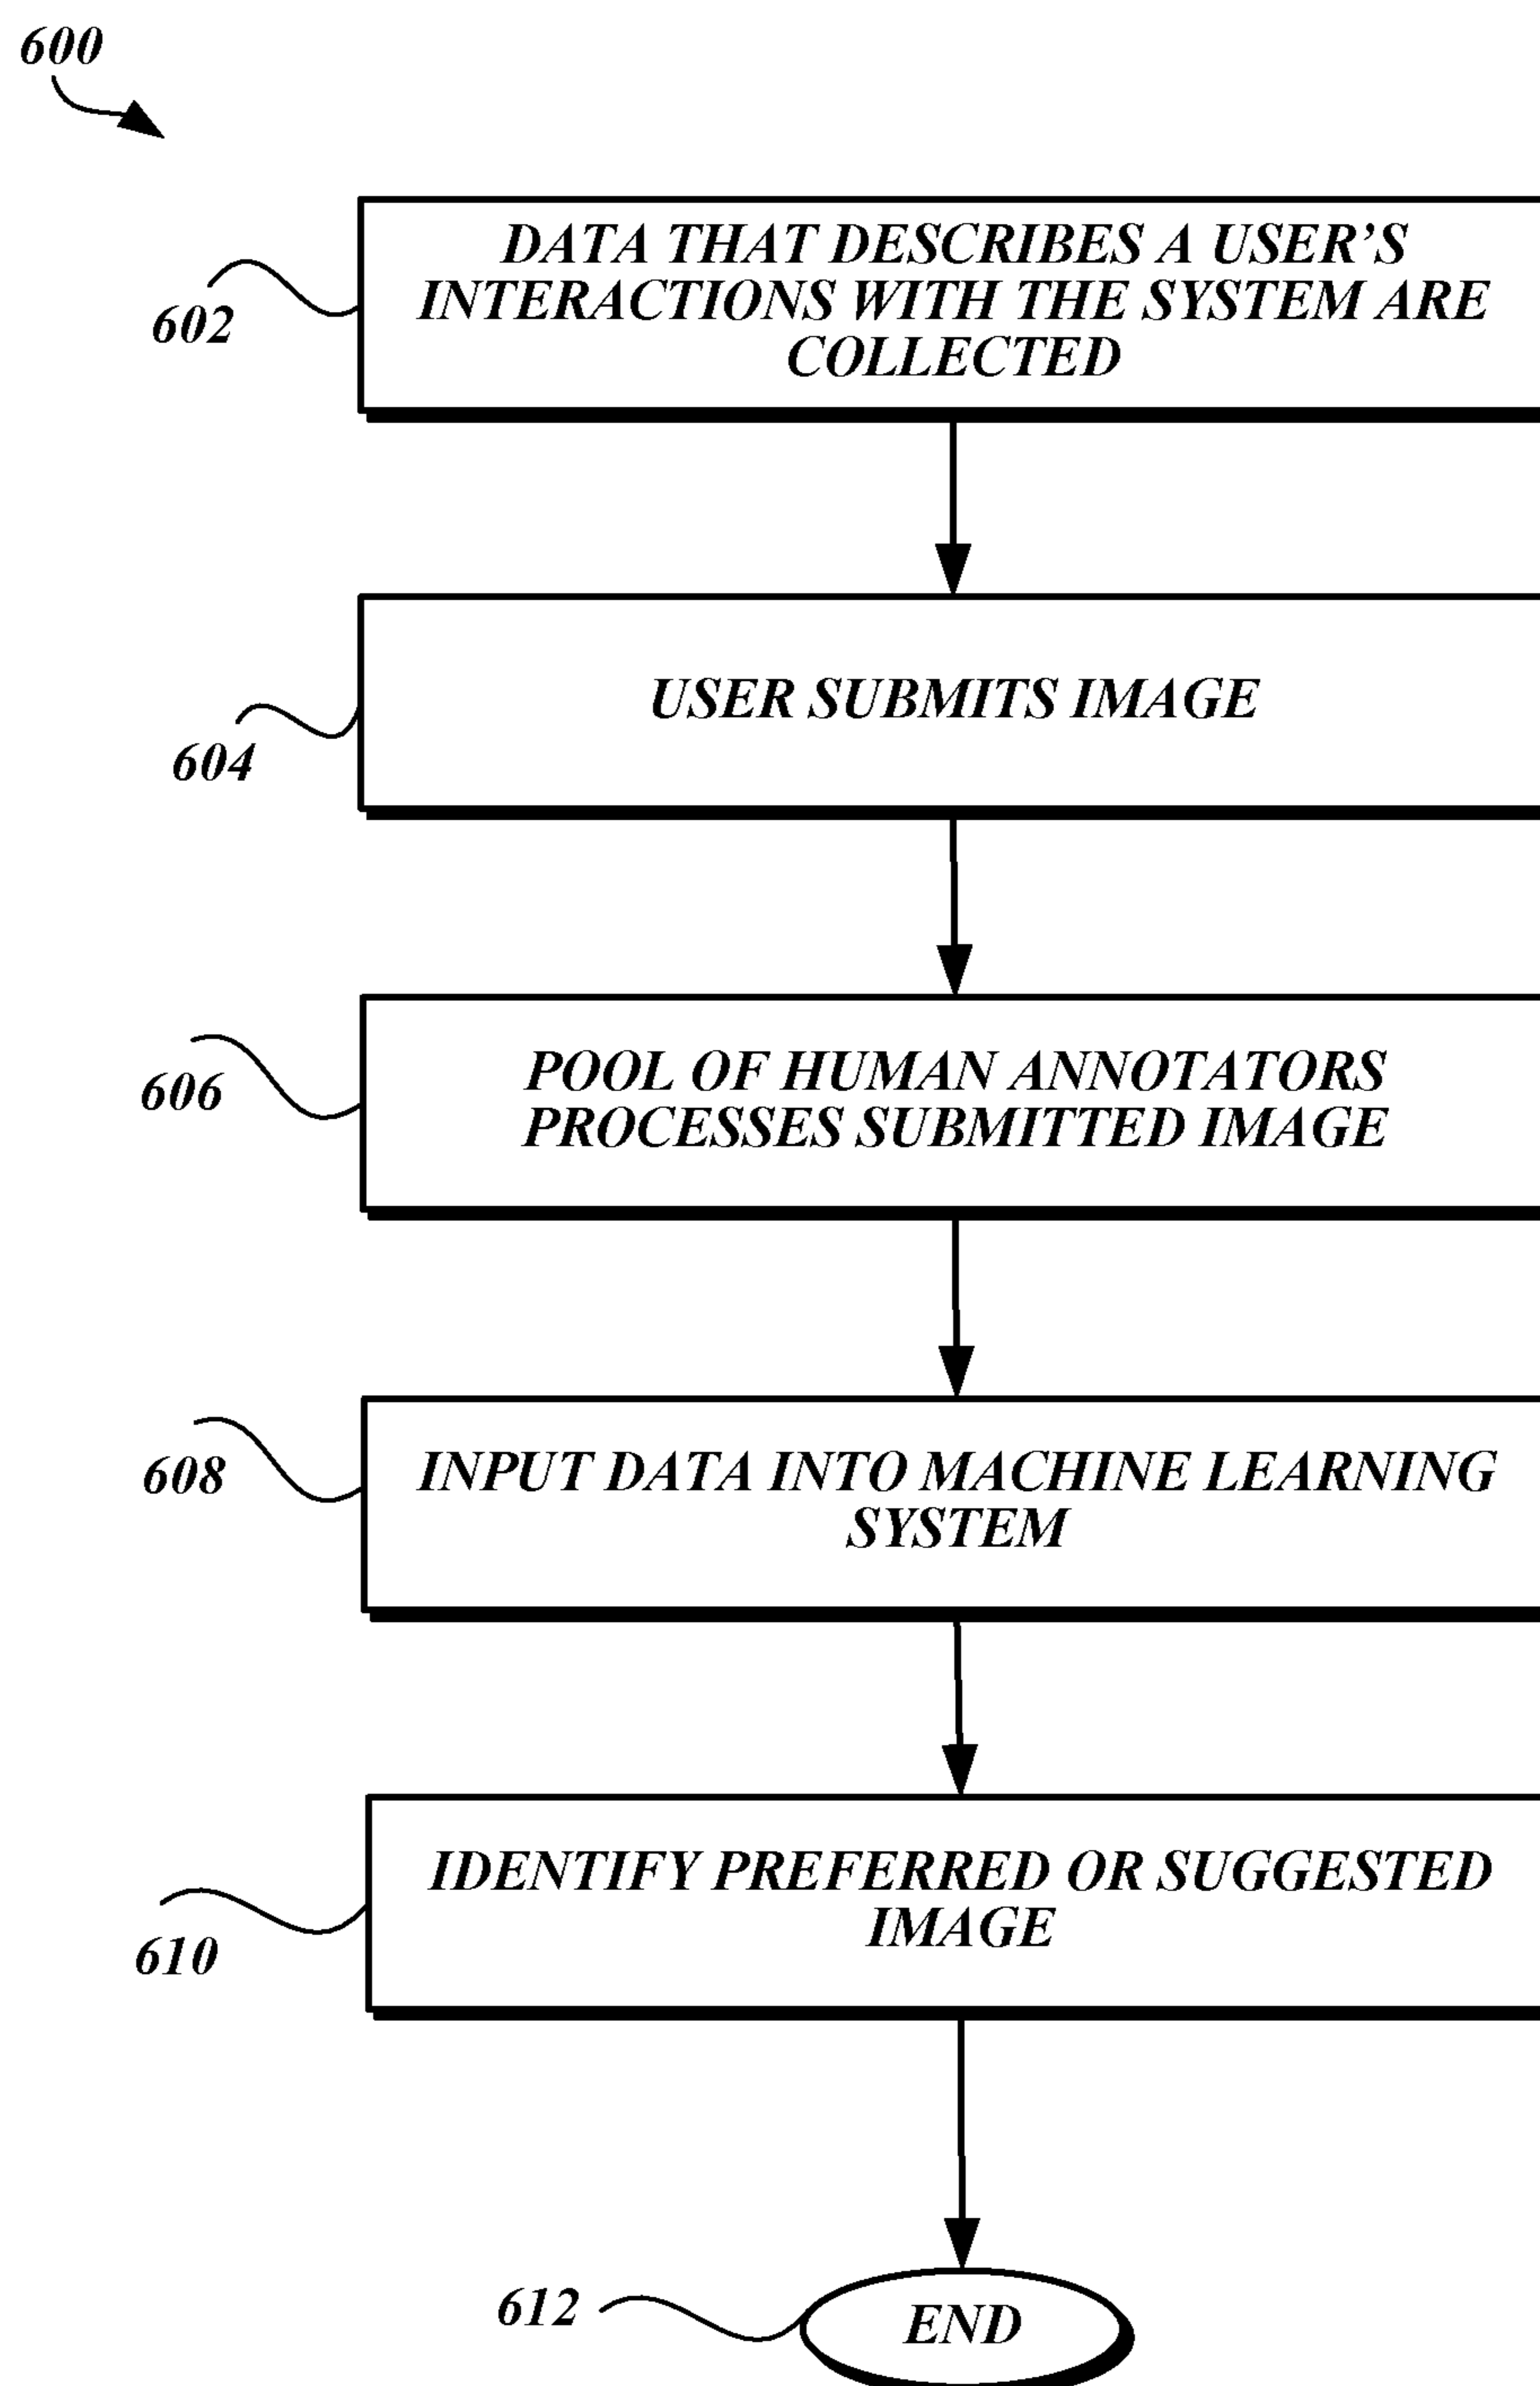 600
DATA THAT DESCRIBES A USER'S
INTERACTIONS WITH THE SYSTEM ARE
COLLECTED
602
USER SUBMITS IMAGE
604
POOL OF HUMAN ANNOTATORS
PROCESSES SUBMITTED IMAGE
606
INPUT DATA INTO MACHINE LEARNING
SYSTEM
608
IDENTIFY PREFERRED OR SUGGESTED
IMAGE
610
612
END